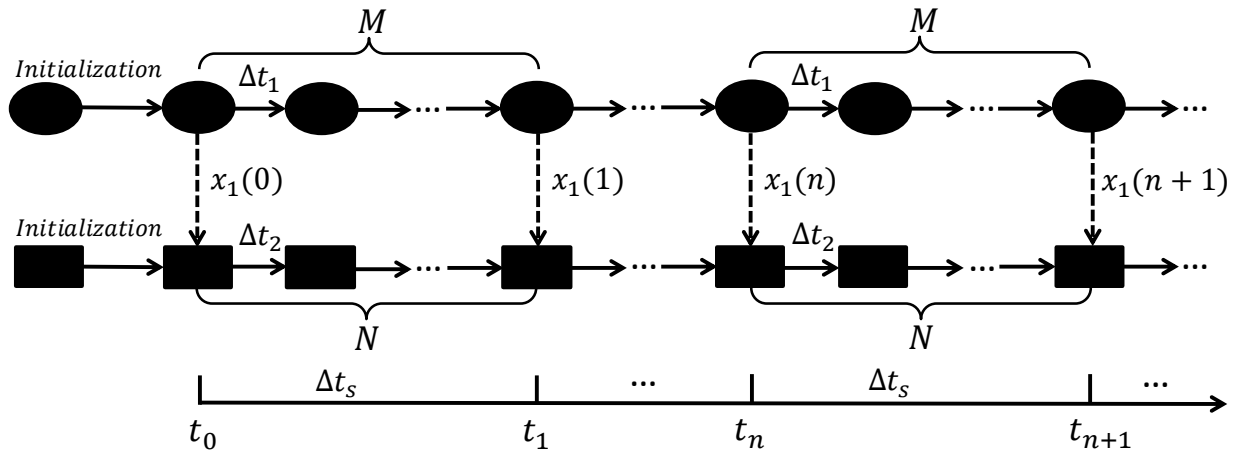 M M
Initialization Δt₁ ... ... Δt₁ ... ...
x₁(0) x₁(1) x₁(n) x₁(n + 1)
Initialization Δt₂ ... ... Δt₂ ... ...
N N
Δtₛ ... Δtₛ ...
t₀ t₁ tₙ tₙ₊₁